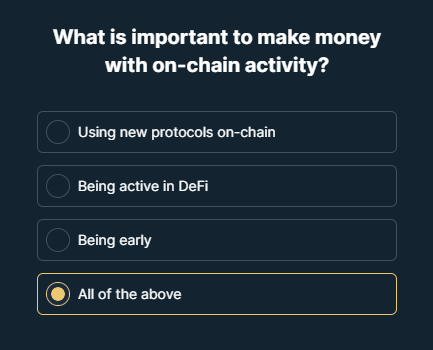 What is important to make money
with on-chain activity?
Using new protocols on-chain
Being active in DeFi
Being early
All of the above